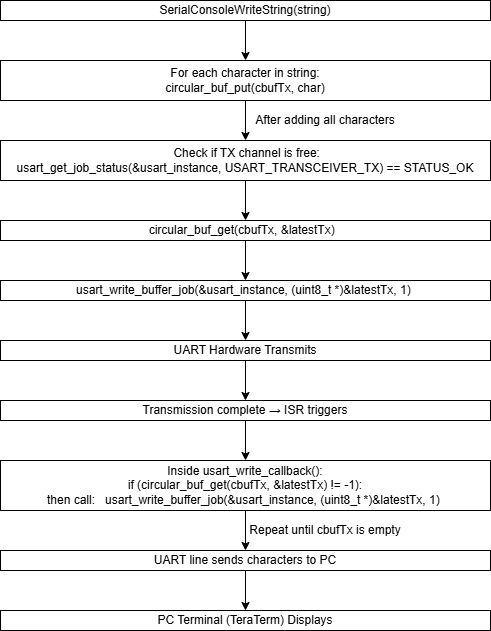 SerialConsoleWriteString(string)
For each character in string:
circular_buf_put(cbufTx, char)
After adding all characters
Check if TX channel is free:
usart_get_job_status(&usart_instance, USART_TRANSCEIVER_TX) == STATUS_OK
circular_buf_get(cbufTx, &latestTx)
usart_write_buffer_job(&usart_instance, (uint8_t *)&latestTx, 1)
UART Hardware Transmits
Transmission complete → ISR triggers
Inside usart_write_callback():
if (circular_buf_get(cbufTx, &latestTx) != -1):
then call: usart_write_buffer_job(&usart_instance, (uint8_t *)&latestTx, 1)
Repeat until cbufTx is empty
UART line sends characters to PC
PC Terminal (TeraTerm) Displays